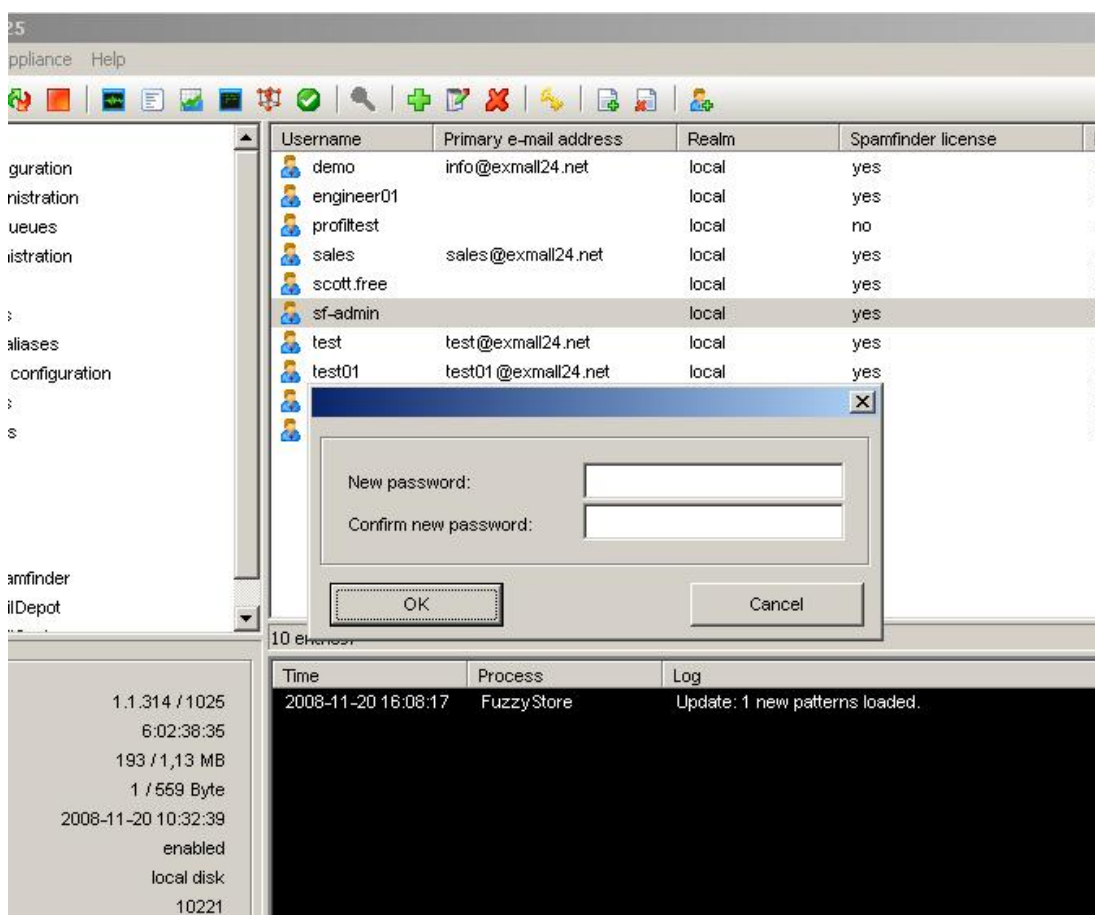 25
ppliance Help
Username Primary e-mail address Realm Spamfinder license
guration
nistration
ueues
istration
s
aliases
configuration
s
s
amfinder
ilDepot
demo info@exmall24.net local yes
engineer01 local yes
profiltest local no
sales sales@exmall24.net local yes
scott.free local yes
sf-admin local yes
test test@exmall24.net local yes
test01 test01@exmall24.net local yes
New password:
Confirm new password:
OK Cancel
10
Time Process Log
2008-11-20 16:08:17 FuzzyStore Update: 1 new patterns loaded.
1.1.314 / 1025
6:02:38:35
193 / 1,13 MB
1 / 559 Byte
2008-11-20 10:32:39
enabled
local disk
10221